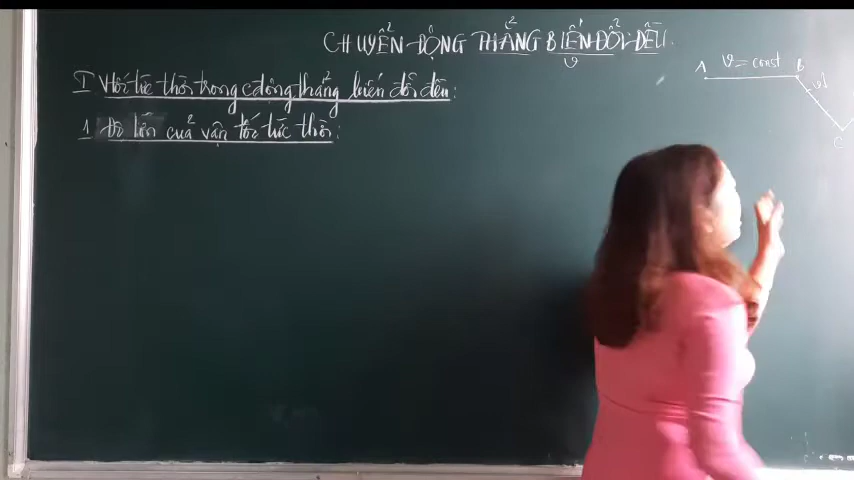 CHUYỂN ĐỘNG THẲNG BIẾN ĐỔI ĐỀU.
v
A v = const B
v↓
C
I Vận tốc tức thời trong cđộng thẳng biến đổi đều:
1 Độ lớn của vận tốc tức thời: